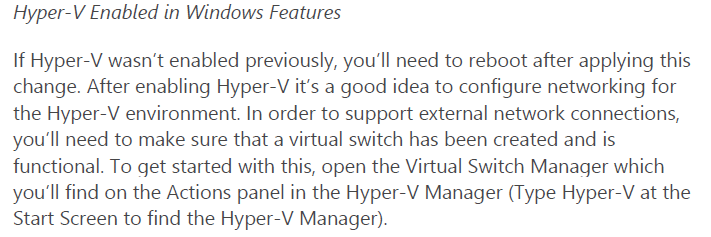 Hyper-V Enabled in Windows Features
If Hyper-V wasn’t enabled previously, you’ll need to reboot after applying this
change. After enabling Hyper-V it’s a good idea to configure networking for
the Hyper-V environment. In order to support external network connections,
you’ll need to make sure that a virtual switch has been created and is
functional. To get started with this, open the Virtual Switch Manager which
you’ll find on the Actions panel in the Hyper-V Manager (Type Hyper-V at the
Start Screen to find the Hyper-V Manager).